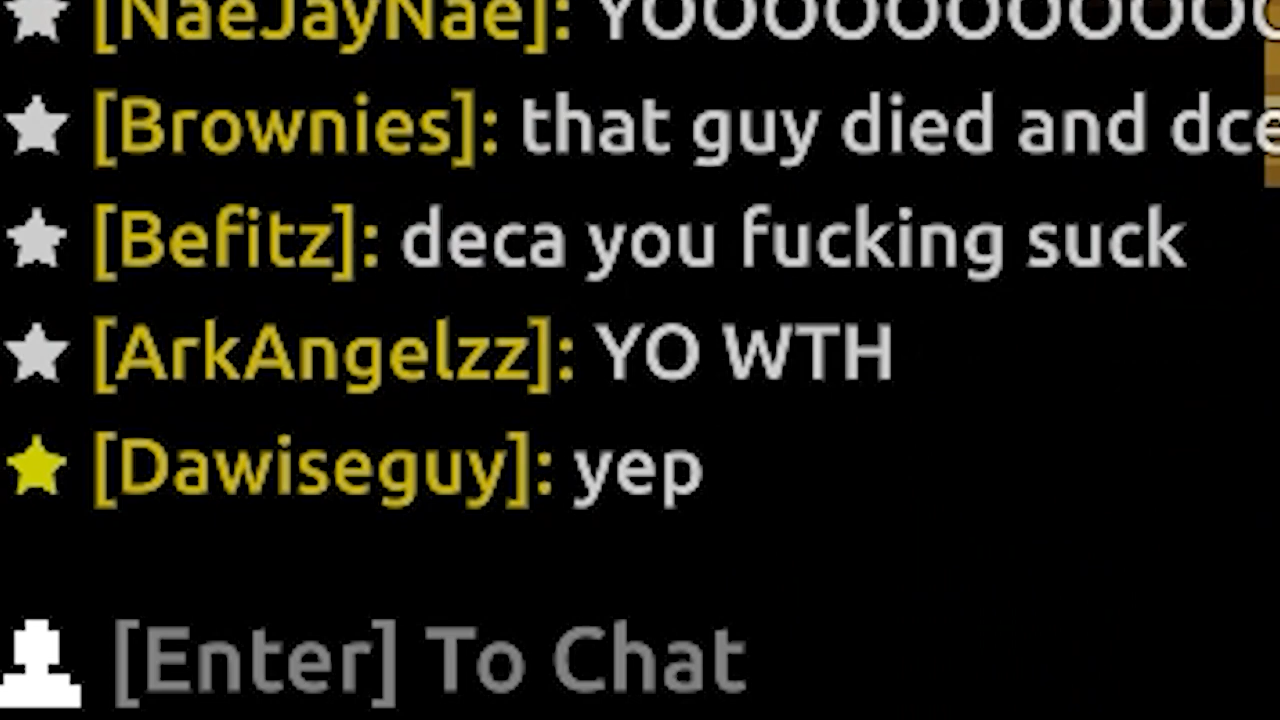 [NaeJayNae]: YOOOOOOOOOOO
[Brownies]: that guy died and dce
[Befitz]: deca you fucking suck
[ArkAngelzz]: YO WTH
[Dawiseguy]: yep
[Enter] To Chat